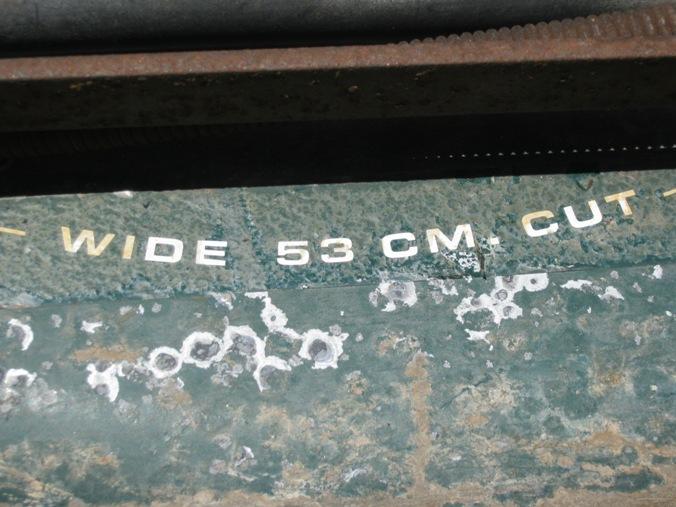 — WIDE 53 CM. CUT —